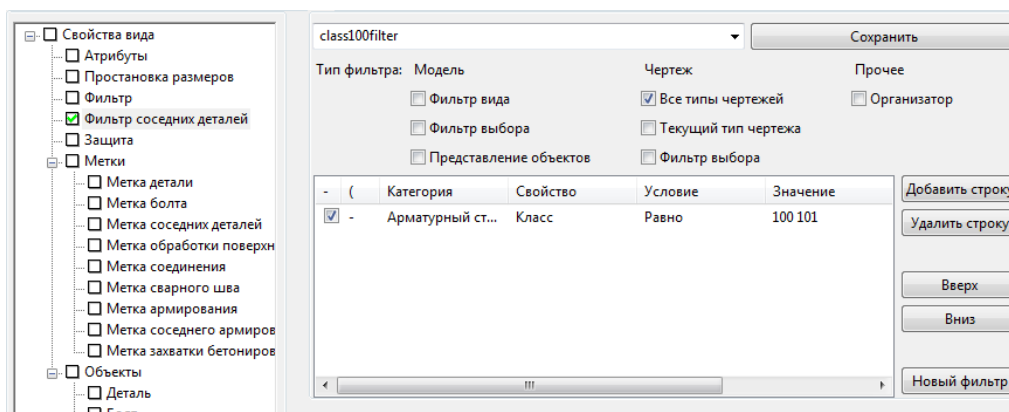 Свойства вида
Атрибуты
Простановка размеров
Фильтр
Фильтр соседних деталей
Защита
Метки
Метка детали
Метка болта
Метка соседних деталей
Метка обработки поверхн
Метка соединения
Метка сварного шва
Метка армирования
Метка соседнего армиров
Метка захватки бетониров
Объекты
Деталь
class100filter
Сохранить
Тип фильтра: Модель Чертеж Прочее
Фильтр вида Все типы чертежей Организатор
Фильтр выбора Текущий тип чертежа
Представление объектов Фильтр выбора
- ( Категория Свойство Условие Значение
- Арматурный ст... Класс Равно 100 101
Добавить строку
Удалить строку
Вверх
Вниз
Новый фильтр